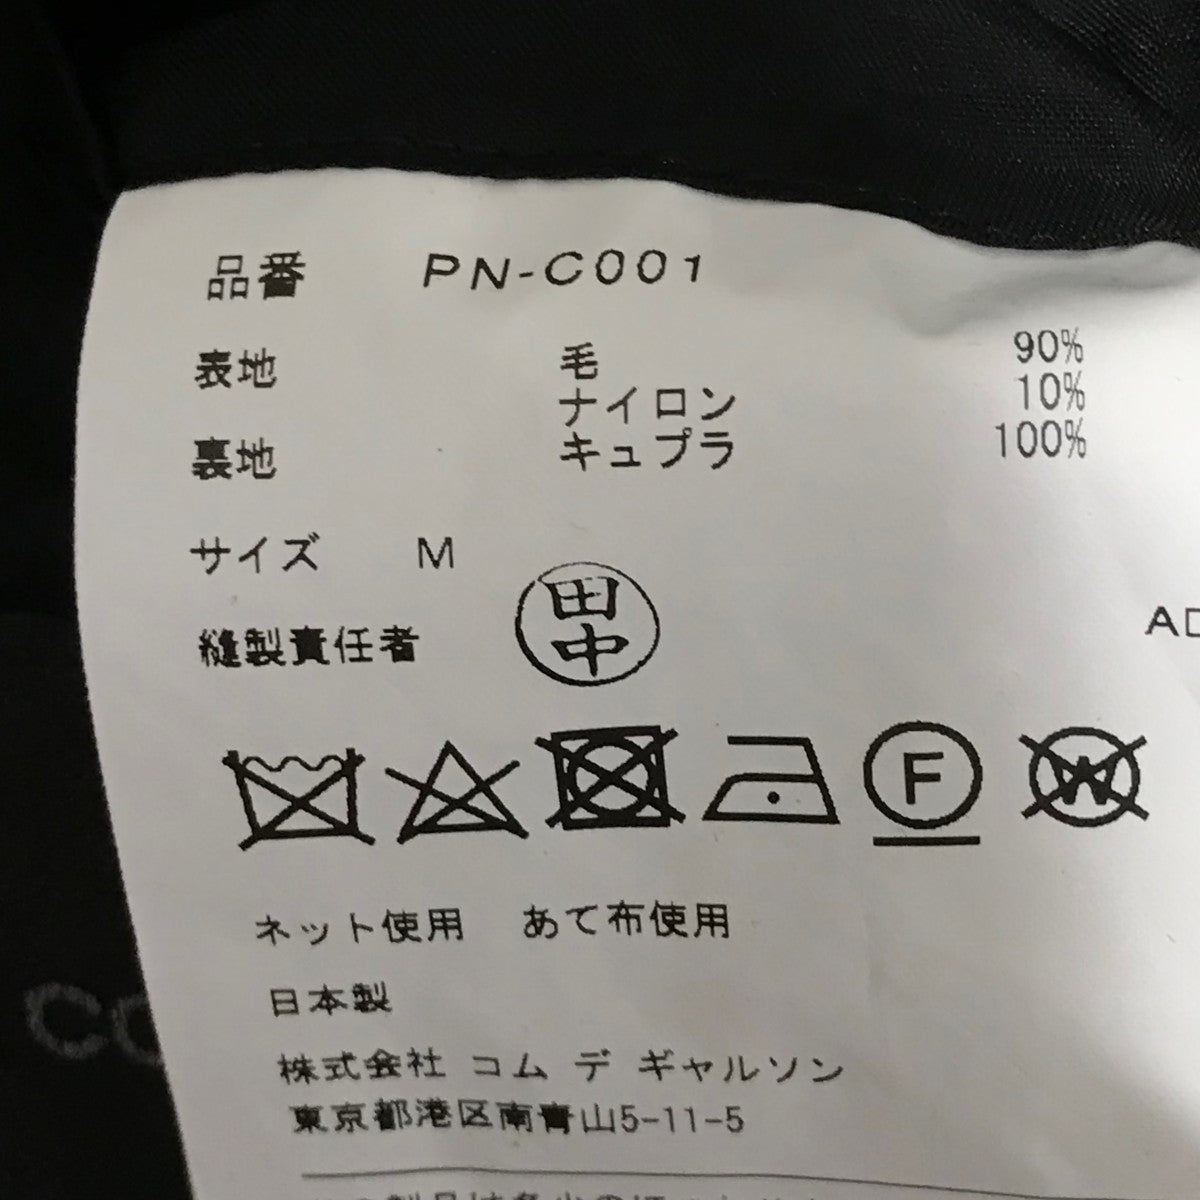 品番 PN-C001
表地 毛 90%
ナイロン 10%
裏地 キュプラ 100%
サイズ M
縫製責任者 田中
AD
F W
ネット使用 あて布使用
日本製
株式会社 コム デ ギャルソン
東京都港区南青山5-11-5
CO